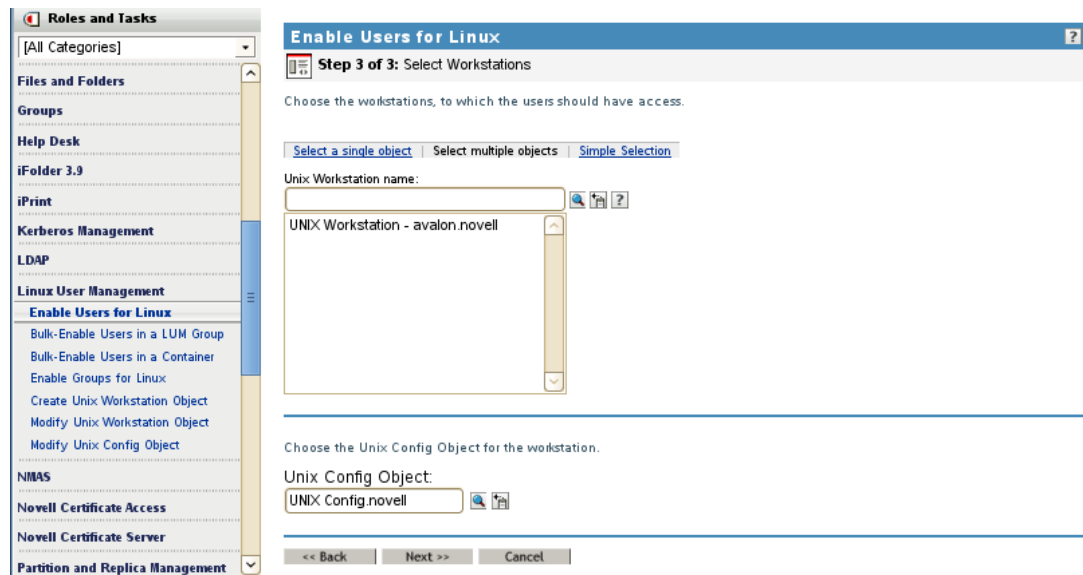 Roles and Tasks
[All Categories]
Files and Folders
Groups
Help Desk
iFolder 3.9
iPrint
Kerberos Management
LDAP
Linux User Management
Enable Users for Linux
Bulk-Enable Users in a LUM Group
Bulk-Enable Users in a Container
Enable Groups for Linux
Create Unix Workstation Object
Modify Unix Workstation Object
Modify Unix Config Object
NMAS
Novell Certificate Access
Novell Certificate Server
Partition and Replica Management
Enable Users for Linux ?
Step 3 of 3: Select Workstations
Choose the workstations, to which the users should have access.
Select a single object | Select multiple objects | Simple Selection
Unix Workstation name:
?
UNIX Workstation - avalon.novell
Choose the Unix Config Object for the workstation.
Unix Config Object:
UNIX Config.novell
<< Back Next >> Cancel